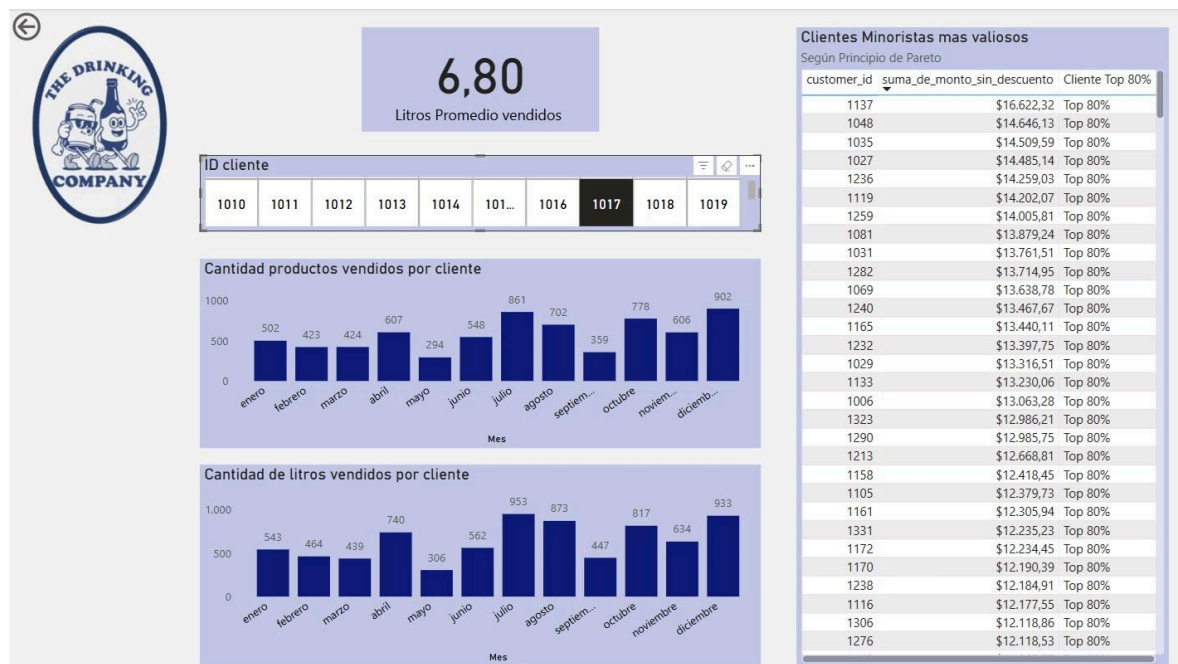 THE DRINKING
COMPANY
6,80
Litros Promedio vendidos
ID cliente
1010 1011 1012 1013 1014 101... 1016 1017 1018 1019
Cantidad productos vendidos por cliente
1000
500
0
502 423 424 607 294 548 861 702 359 778 606 902
enero febrero marzo abril mayo junio julio agosto septiem... octubre noviem... diciemb...
Mes
Cantidad de litros vendidos por cliente
1.000
500
0
543 464 439 740 306 562 953 873 447 817 634 933
enero febrero marzo abril mayo junio julio agosto septiem... octubre noviembre diciembre
Mes
Clientes Minoristas mas valiosos
Según Principio de Pareto
customer_id suma_de_monto_sin_descuento Cliente Top 80%
1137 $16.622,32 Top 80%
1048 $14.646,13 Top 80%
1035 $14.509,59 Top 80%
1027 $14.485,14 Top 80%
1236 $14.259,03 Top 80%
1119 $14.202,07 Top 80%
1259 $14.005,81 Top 80%
1081 $13.879,24 Top 80%
1031 $13.761,51 Top 80%
1282 $13.714,95 Top 80%
1069 $13.638,78 Top 80%
1240 $13.467,67 Top 80%
1165 $13.440,11 Top 80%
1232 $13.397,75 Top 80%
1029 $13.316,51 Top 80%
1133 $13.230,06 Top 80%
1006 $13.063,28 Top 80%
1323 $12.986,21 Top 80%
1290 $12.985,75 Top 80%
1213 $12.668,81 Top 80%
1158 $12.418,45 Top 80%
1105 $12.379,73 Top 80%
1161 $12.305,94 Top 80%
1331 $12.235,23 Top 80%
1172 $12.234,45 Top 80%
1170 $12.190,39 Top 80%
1238 $12.184,91 Top 80%
1116 $12.177,55 Top 80%
1306 $12.118,86 Top 80%
1276 $12.118,53 Top 80%